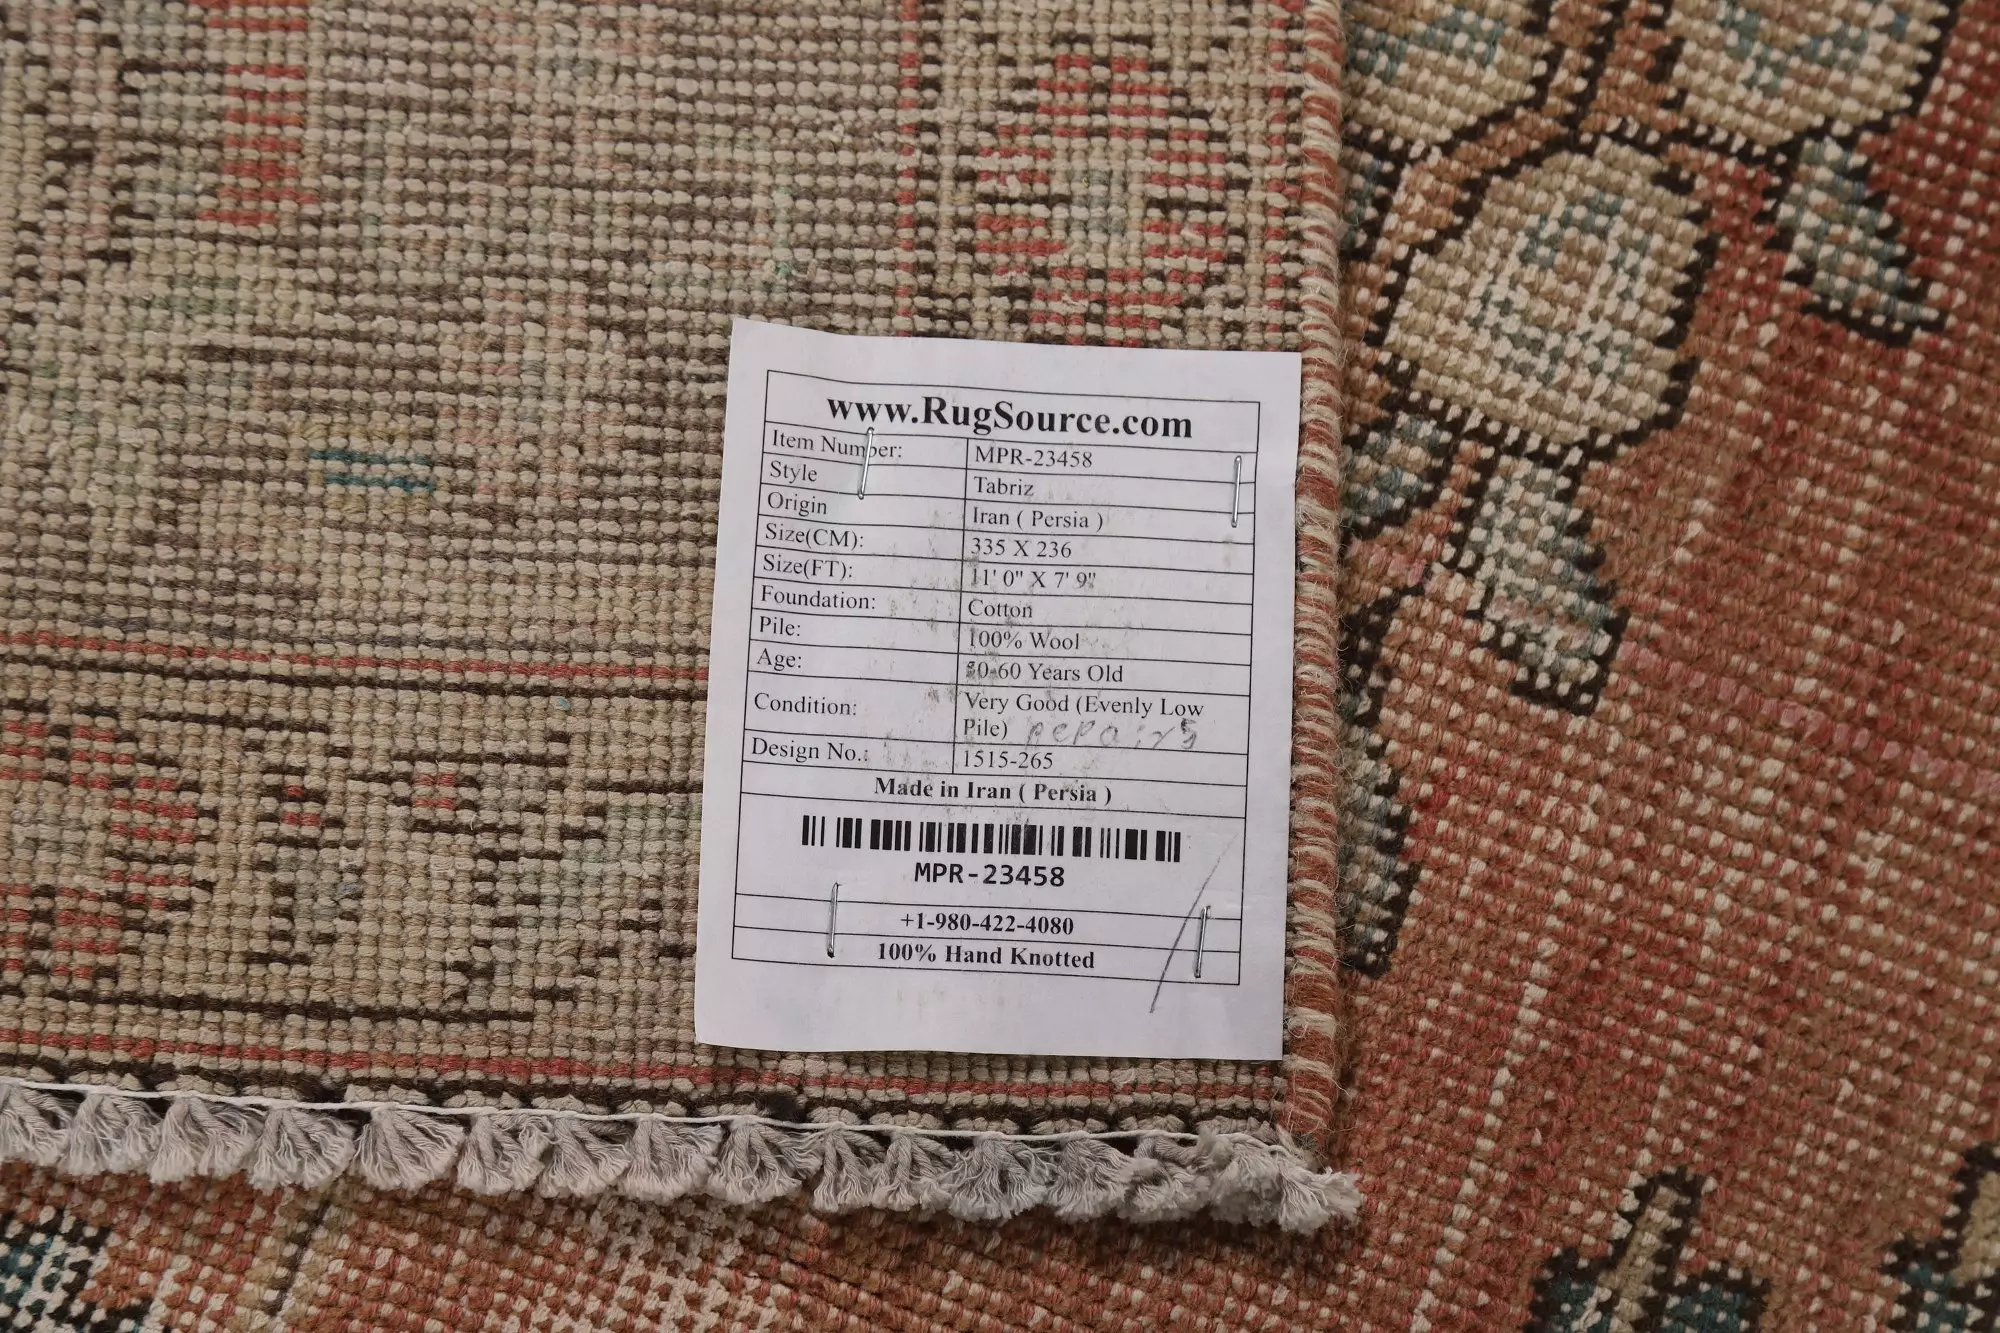 www.RugSource.com
Item Number: MPR-23458
Style Tabriz
Origin Iran ( Persia )
Size(CM): 335 X 236
Size(FT): 11' 0" X 7' 9"
Foundation: Cotton
Pile: 100% Wool
Age: 50-60 Years Old
Condition: Very Good (Evenly Low
Pile) repairs
Design No.: 1515-265
Made in Iran ( Persia )
MPR-23458
+1-980-422-4080
100% Hand Knotted